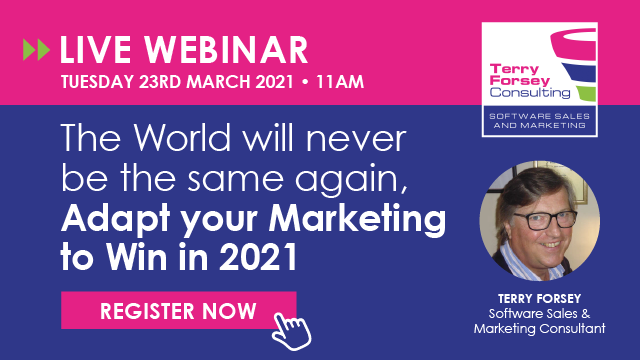 LIVE WEBINAR
TUESDAY 23RD MARCH 2021 • 11AM
Terry
Forsey
Consulting
SOFTWARE SALES
AND MARKETING
The World will never
be the same again,
Adapt your Marketing
to Win in 2021
REGISTER NOW
TERRY FORSEY
Software Sales &
Marketing Consultant